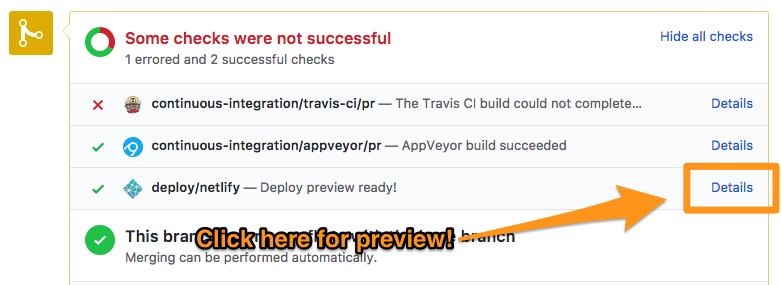 Some checks were not successful
Hide all checks
1 errored and 2 successful checks
continuous-integration/travis-ci/pr — The Travis CI build could not complete…
Details
continuous-integration/appveyor/pr — AppVeyor build succeeded
Details
deploy/netlify — Deploy preview ready!
Details
This bran
branch
Click here for preview!
Merging can be performed automatically.